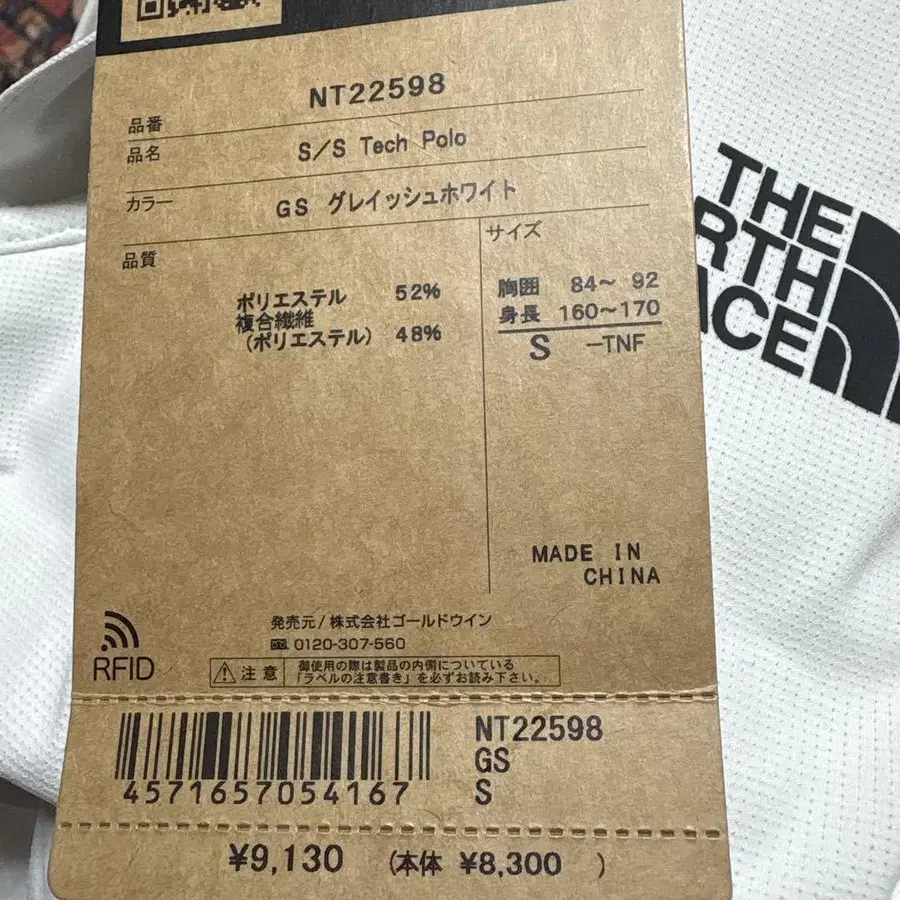 NT22598
品番
品名 S/S Tech Polo
カラー GS グレイッシュホワイト
品質
ポリエステル 52%
複合繊維
(ポリエステル) 48%
サイズ
胸囲 84～ 92
身長 160～170
S -TNF
MADE IN
CHINA
発売元/株式会社ゴールドウイン
0120-307-560
RFID
注意
御使用の際は製品の内側についている
「ラベルの注意書き」を必ずお読み下さい。
4571657054167
NT22598
GS
S
¥9,130 (本体 ¥8,300 )
THE
RTH
ACE